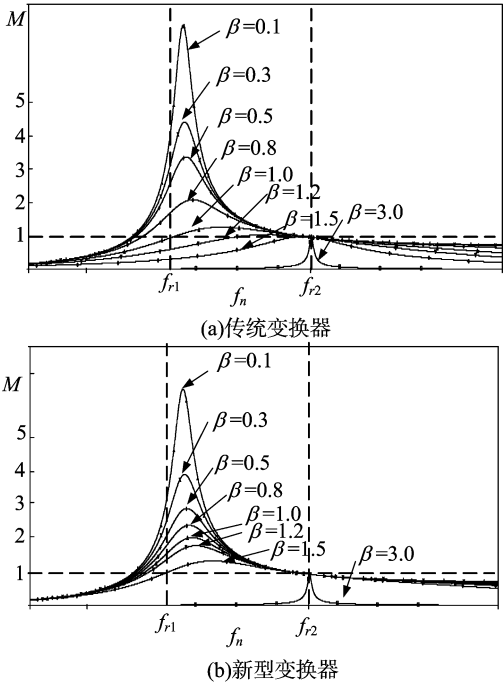 M
β=0.1
β=0.3
5
β=0.5
4
β=0.8
3
β=1.0
2
β=1.2
β=1.5
β=3.0
1
fr1
fn
fr2
(a)传统变换器
M
β=0.1
5
β=0.3
4
β=0.5
3
β=0.8
2
β=1.0
β=1.2
β=1.5
β=3.0
1
fr1
fn
fr2
(b)新型变换器